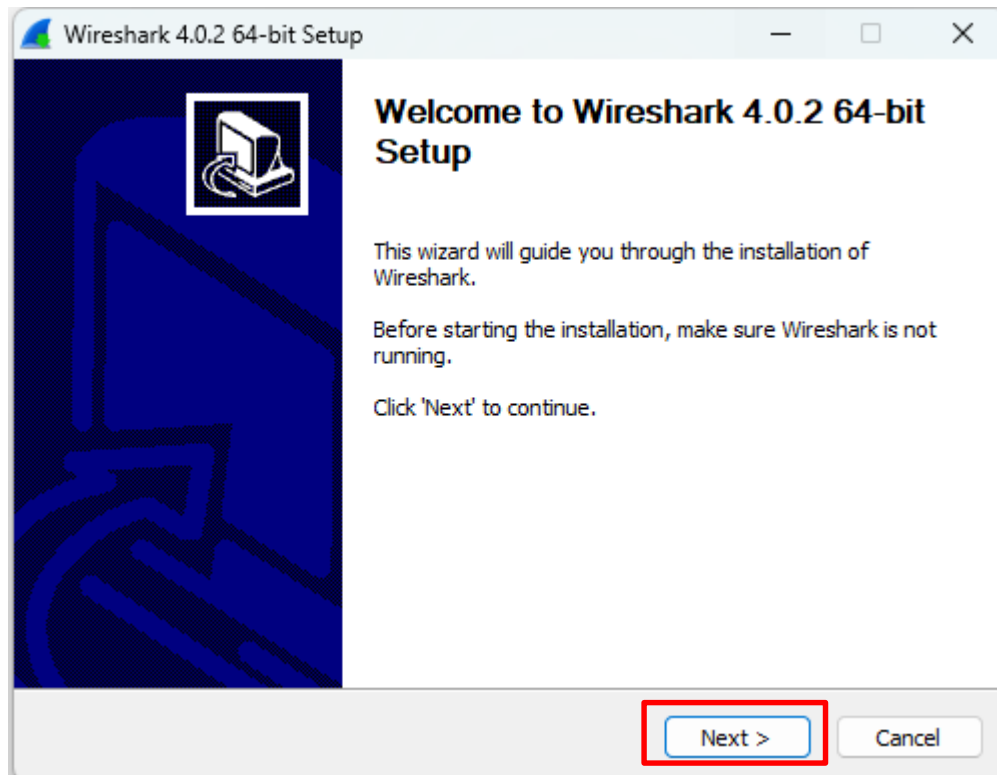 Wireshark 4.0.2 64-bit Setup
Welcome to Wireshark 4.0.2 64-bit
Setup
This wizard will guide you through the installation of
Wireshark.
Before starting the installation, make sure Wireshark is not
running.
Click 'Next' to continue.
Next >
Cancel